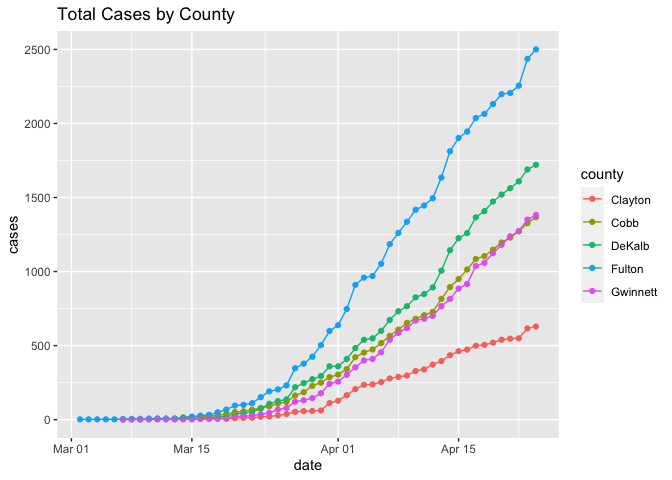 Total Cases by County
2500
2000
1500
1000
500
0
cases
Mar 01
Mar 15
Apr 01
Apr 15
date
county
Clayton
Cobb
DeKalb
Fulton
Gwinnett